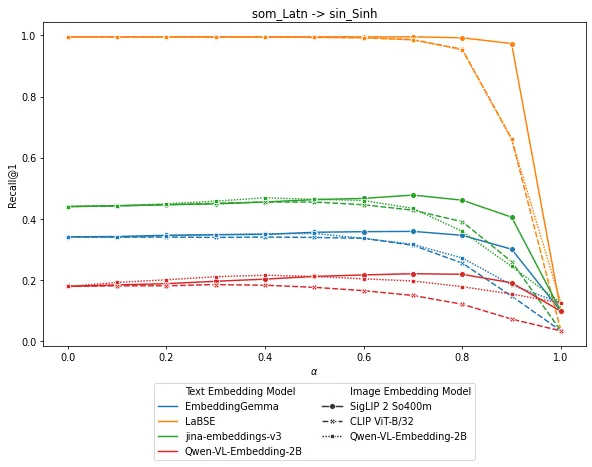 som_Latn -> sin_Sinh
Recall@1
1.0
0.8
0.6
0.4
0.2
0.0
0.0 0.2 0.4 0.6 0.8 1.0
α
Text Embedding Model
EmbeddingGemma
LaBSE
jina-embeddings-v3
Qwen-VL-Embedding-2B
Image Embedding Model
SigLIP 2 So400m
CLIP ViT-B/32
Qwen-VL-Embedding-2B